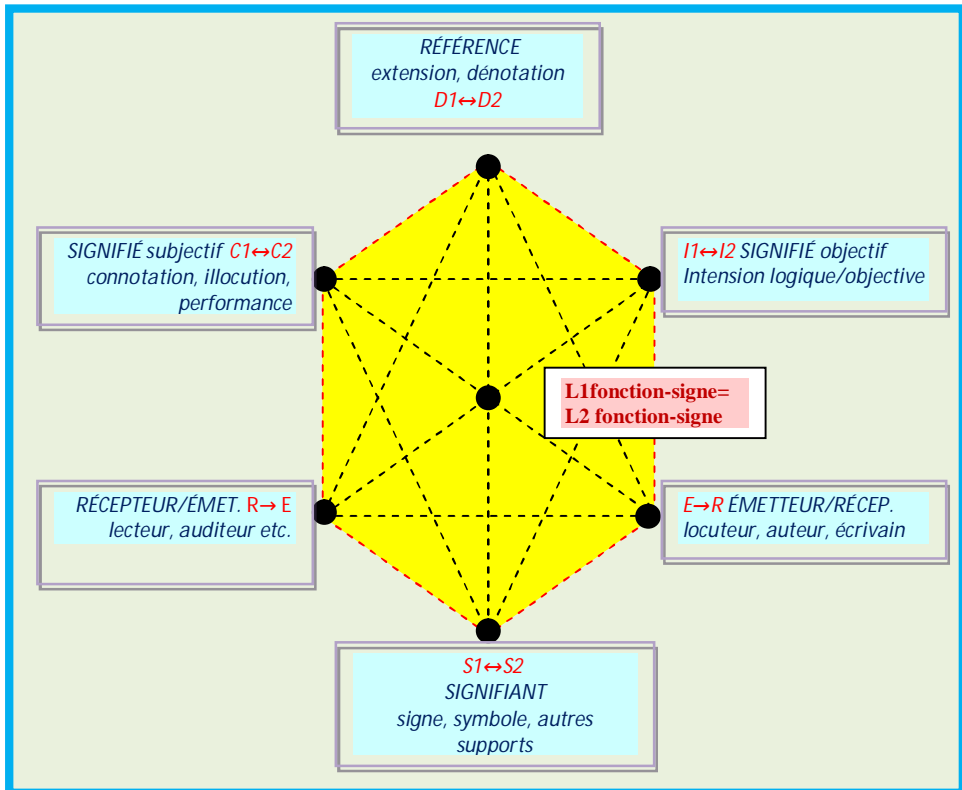 RÉFÉRENCE
extension, dénotation
D1↔D2
SIGNIFIÉ subjectif C1↔C2
connotation, illocution,
performance
I1↔I2 SIGNIFIÉ objectif
Intension logique/objective
L1fonction-signe=
L2 fonction-signe
RÉCEPTEUR/ÉMET. R→ E
lecteur, auditeur etc.
E→R ÉMETTEUR/RÉCEP.
locuteur, auteur, écrivain
S1↔S2
SIGNIFIANT
signe, symbole, autres
supports